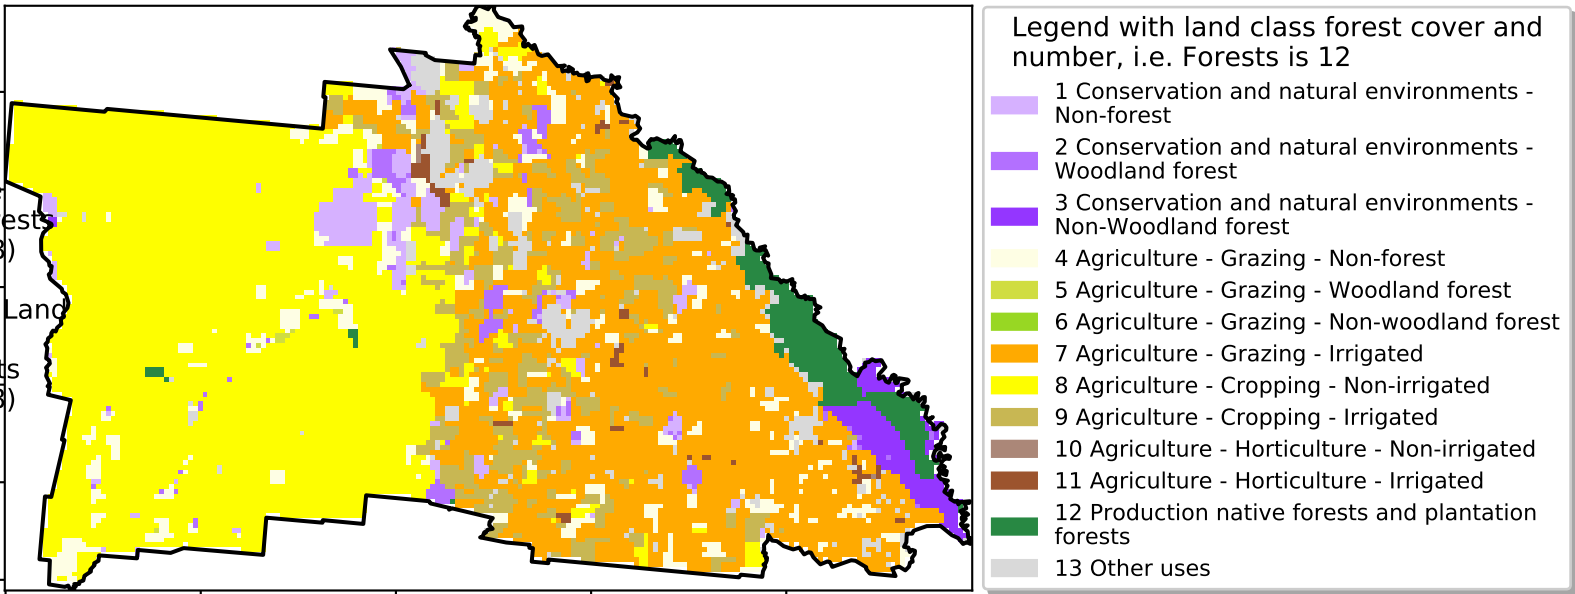 ests
3)
Land
ts
3)
Legend with land class forest cover and
number, i.e. Forests is 12
1 Conservation and natural environments -
Non-forest
2 Conservation and natural environments -
Woodland forest
3 Conservation and natural environments -
Non-Woodland forest
4 Agriculture - Grazing - Non-forest
5 Agriculture - Grazing - Woodland forest
6 Agriculture - Grazing - Non-woodland forest
7 Agriculture - Grazing - Irrigated
8 Agriculture - Cropping - Non-irrigated
9 Agriculture - Cropping - Irrigated
10 Agriculture - Horticulture - Non-irrigated
11 Agriculture - Horticulture - Irrigated
12 Production native forests and plantation
forests
13 Other uses